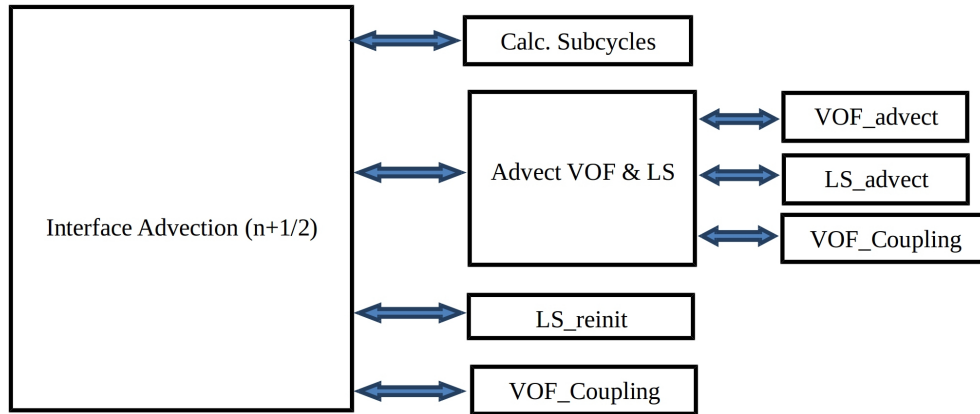 Interface Advection (n+1/2)
Calc. Subcycles
Advect VOF & LS
VOF_advect
LS_advect
VOF_Coupling
LS_reinit
VOF_Coupling